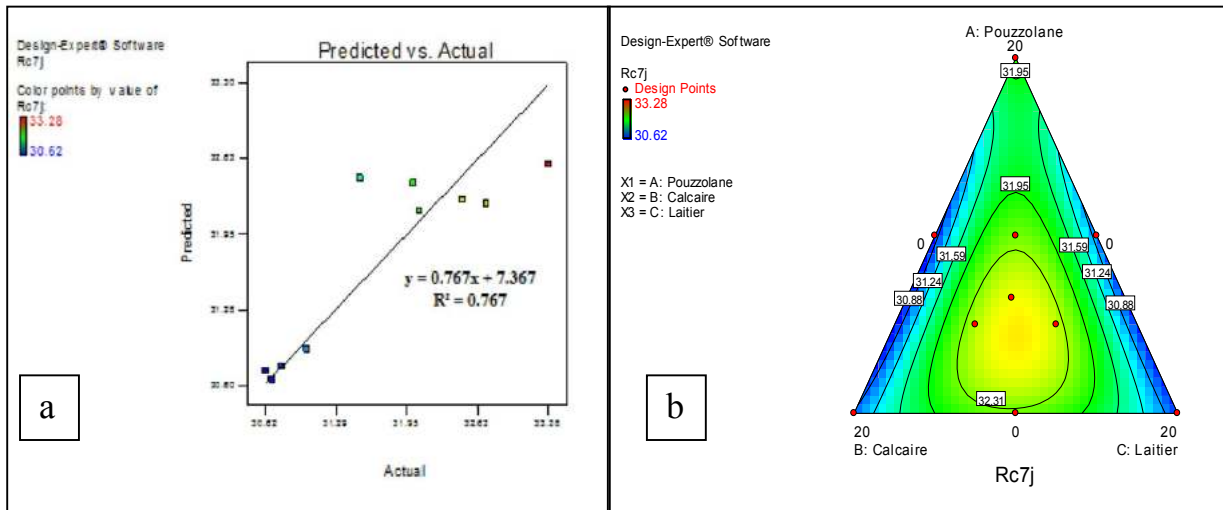 Design-Expert® Software
Rc7j
Color points by value of
Rc7j:
33.28
30.62
Predicted vs. Actual
Predicted
Actual
30.62
31.95
y = 0.767x + 7.367
R² = 0.767
a
Design-Expert® Software
Rc7j
Design Points
33.28
30.62
X1 = A: Pouzzolane
X2 = B: Calcaire
X3 = C: Laitier
A: Pouzzolane
20
31.95
31.95
0
0
31.59
31.59
31.24
31.24
30.88
30.88
32.31
20
0
20
B: Calcaire
C: Laitier
Rc7j
b